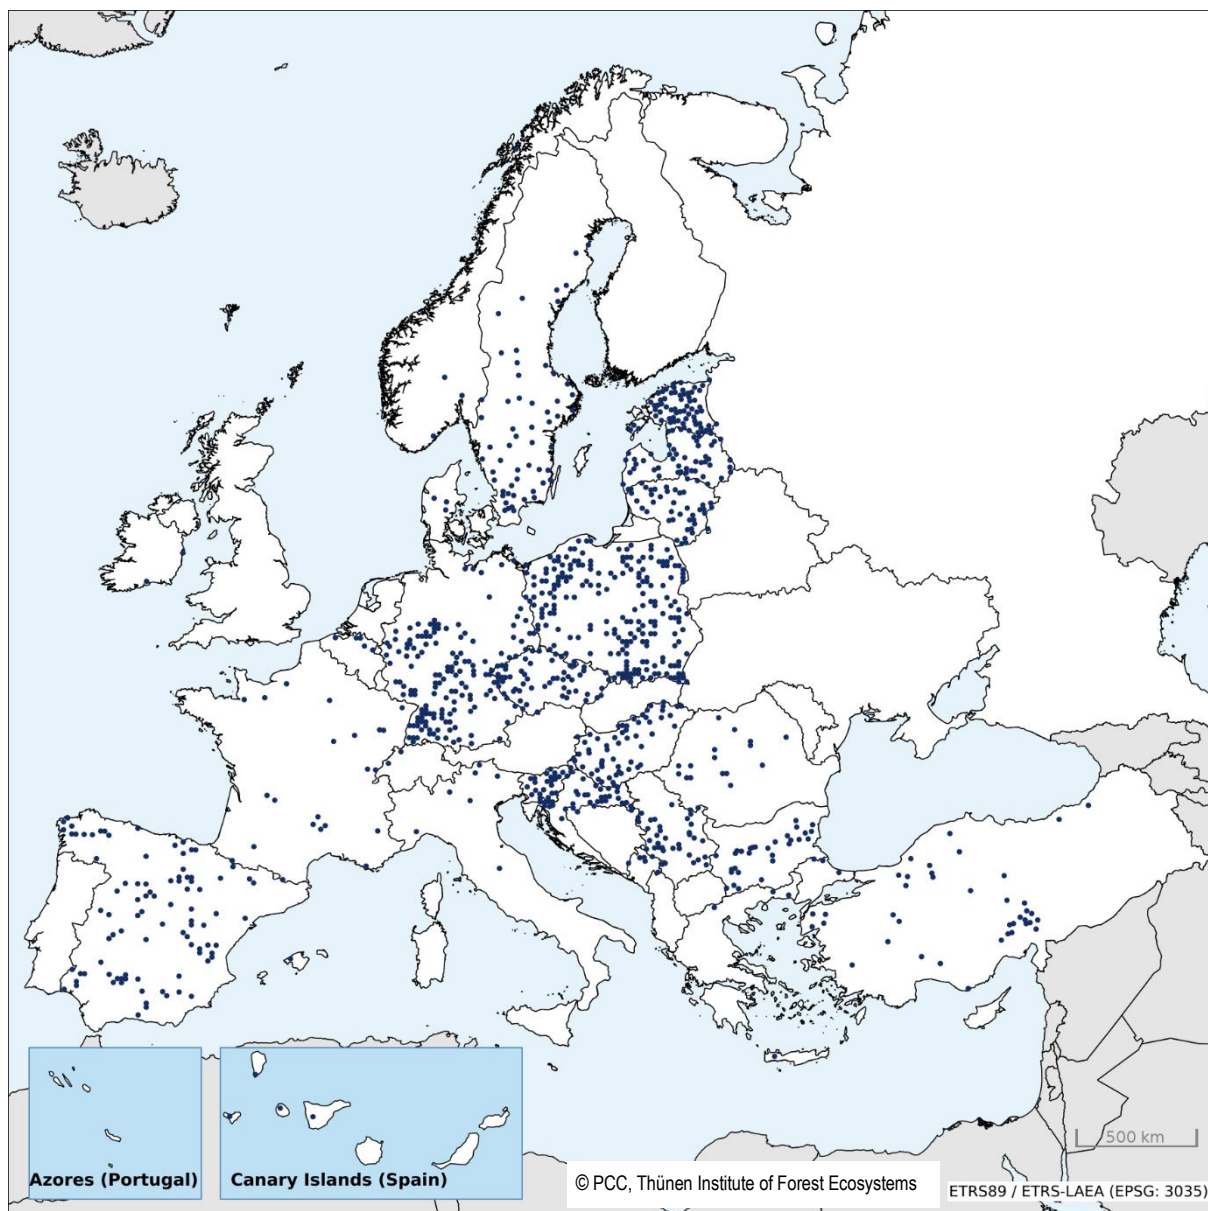 500 km
Azores (Portugal)
Canary Islands (Spain)
© PCC, Thünen Institute of Forest Ecosystems
ETRS89 / ETRS-LAEA (EPSG: 3035)